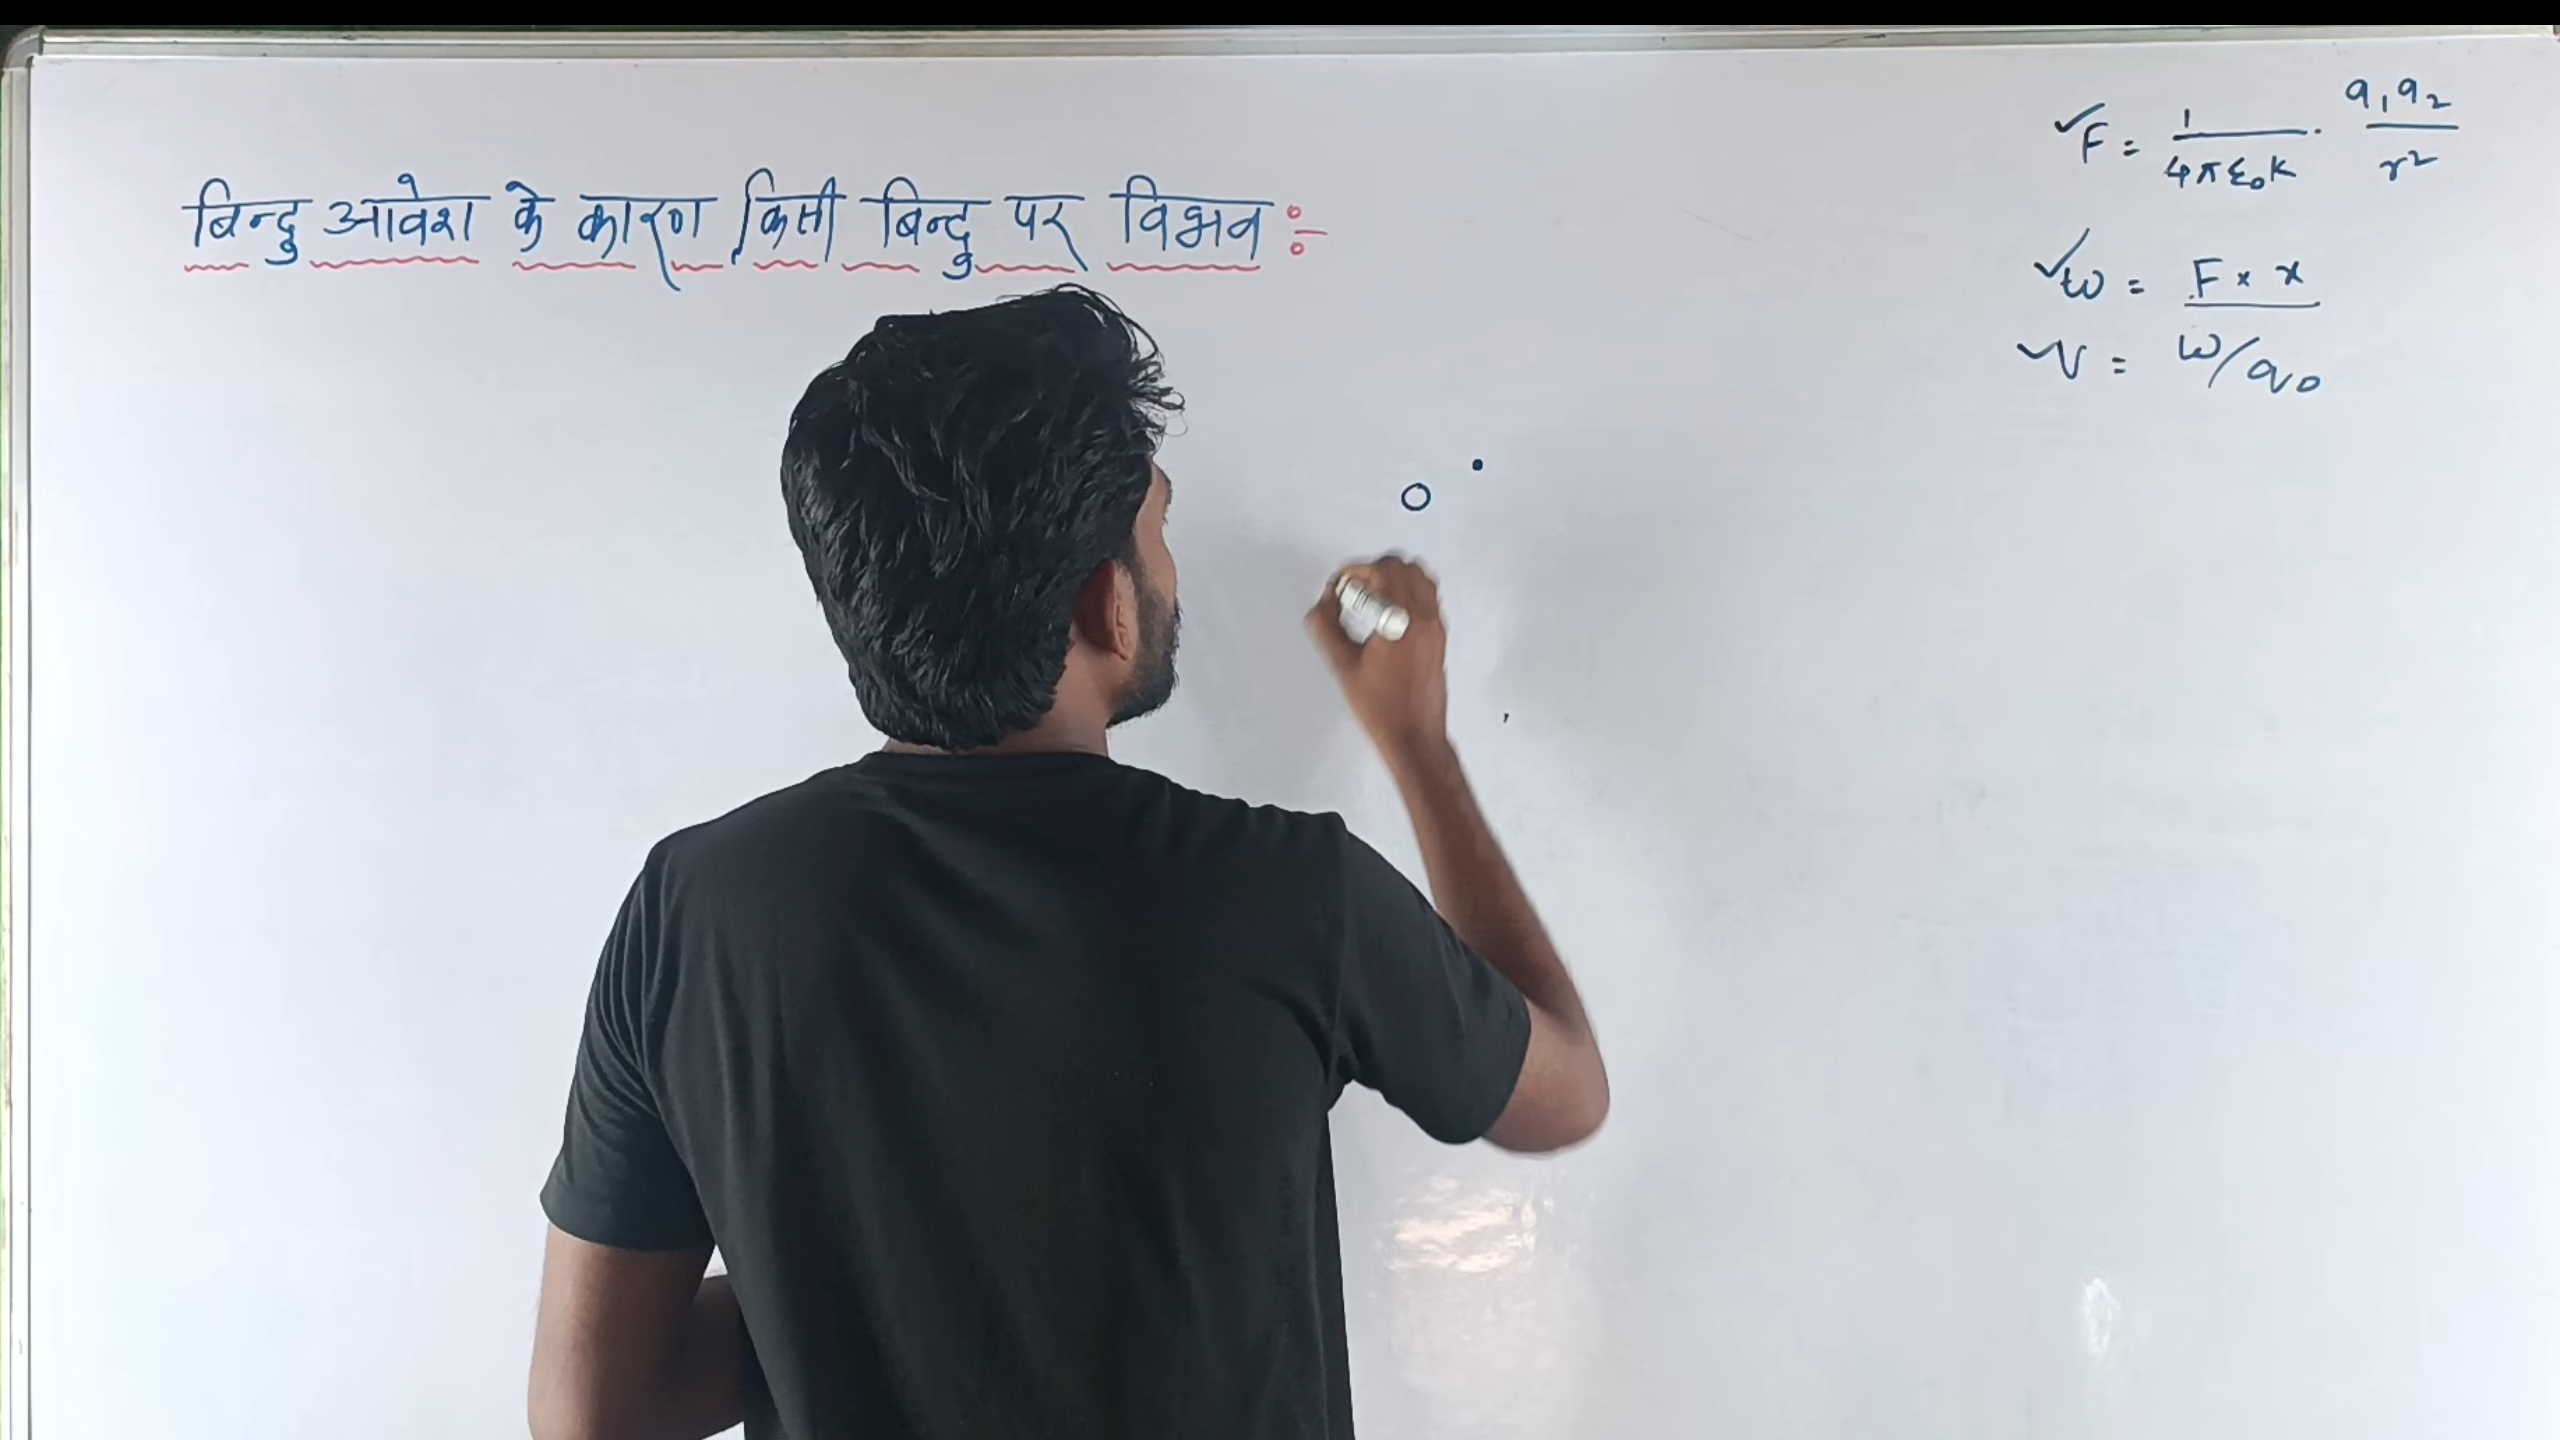 बिन्दु आवेश के कारण किसी बिन्दु पर विभव :-
✓F = 1/4πε₀k · q₁q₂/r²
✓W = F × x
✓V = W/q₀
O